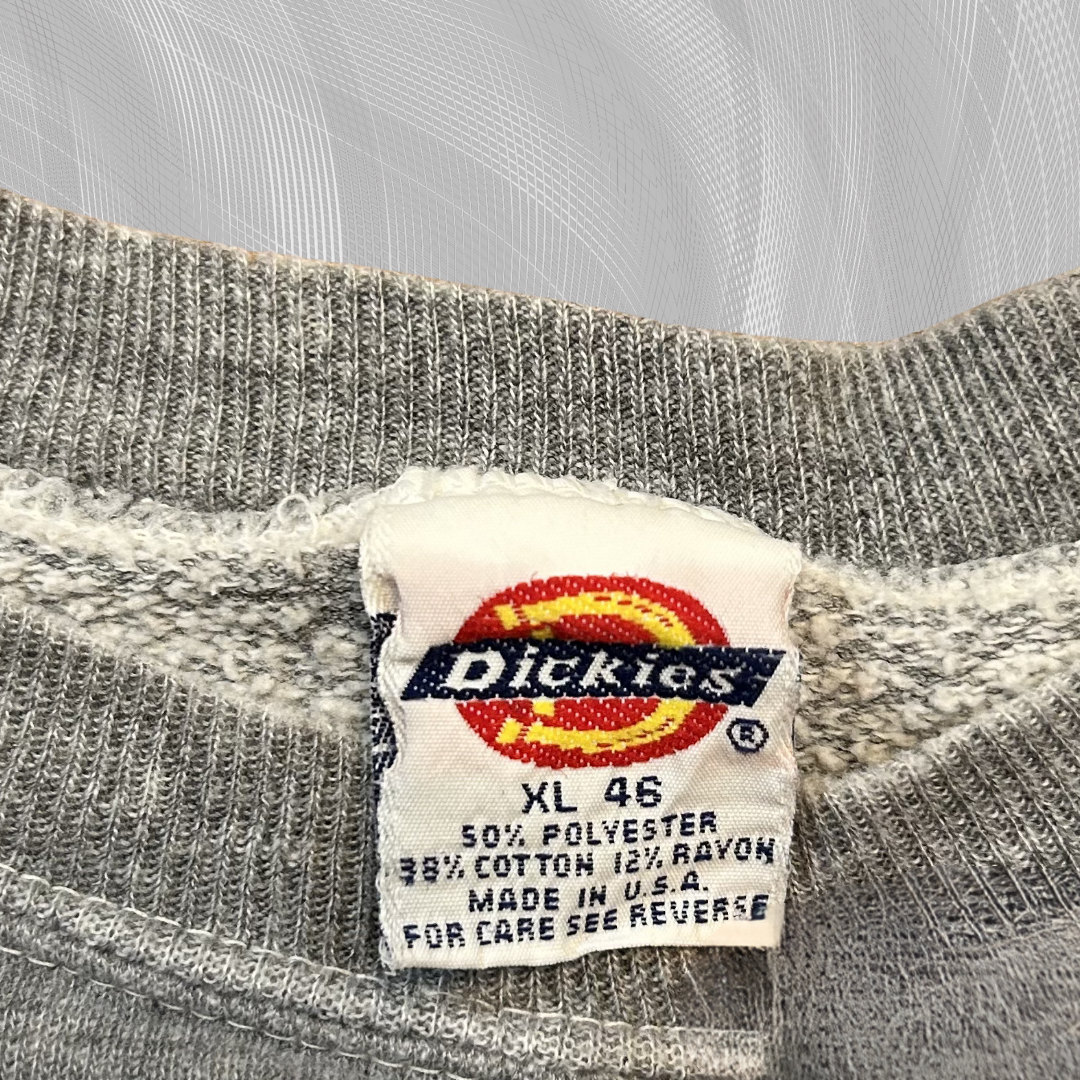 Dickies
®
XL 46
50% POLYESTER
38% COTTON 12% RAYON
MADE IN U.S.A.
FOR CARE SEE REVERSE